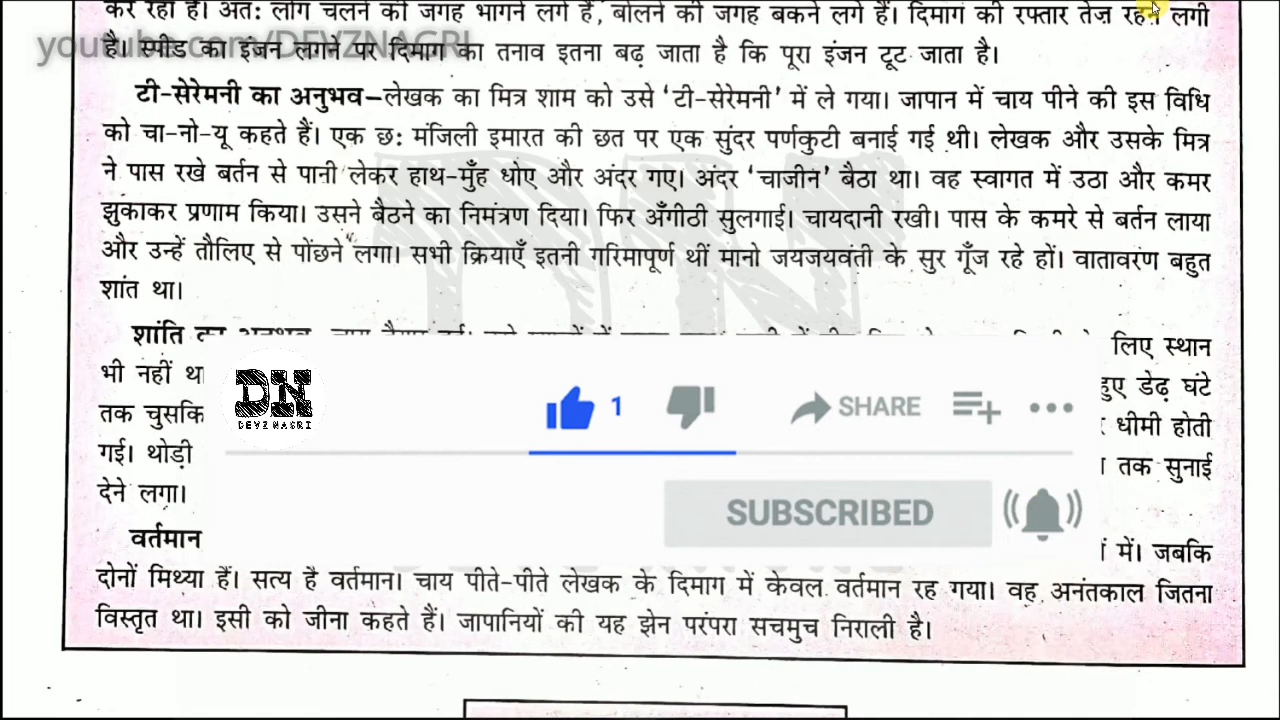 कर रहा है। अतः लोग चलने की जगह भागने लगे हैं, बोलने की जगह बकने लगे हैं। दिमाग की रफ्तार तेज़ रहने लगी
youtube.com/DEVZNAGRI
है। स्पीड का इंजन लगने पर दिमाग का तनाव इतना बढ़ जाता है कि पूरा इंजन टूट जाता है।
टी-सेरेमनी का अनुभव–लेखक का मित्र शाम को उसे ‘टी-सेरेमनी’ में ले गया। जापान में चाय पीने की इस विधि
को चा-नो-यू कहते हैं। एक छः मंजिली इमारत की छत पर एक सुंदर पर्णकुटी बनाई गई थी। लेखक और उसके मित्र
ने पास रखे बर्तन से पानी लेकर हाथ-मुँह धोए और अंदर गए। अंदर ‘चाजीन’ बैठा था। वह स्वागत में उठा और कमर
झुकाकर प्रणाम किया। उसने बैठने का निमंत्रण दिया। फिर अँगीठी सुलगाई। चायदानी रखी। पास के कमरे से बर्तन लाया
और उन्हें तौलिए से पोंछने लगा। सभी क्रियाएँ इतनी गरिमापूर्ण थीं मानो जयजयवंती के सुर गूँज रहे हों। वातावरण बहुत
शांत था।
शांति लिए स्थान
भी नहीं डेढ़ घंटे
तक धीमी होती
गई। थोड़ी तक सुनाई
देने लगा।
वर्तमान में। जबकि
दोनों मिथ्या हैं। सत्य है वर्तमान। चाय पीते-पीते लेखक के दिमाग में केवल वर्तमान रह गया। वह अनंतकाल जितना
विस्तृत था। इसी को जीना कहते हैं। जापानियों की यह झेन परंपरा सचमुच निराली है।
DN
DEVZNAGRI
1
SHARE
SUBSCRIBED